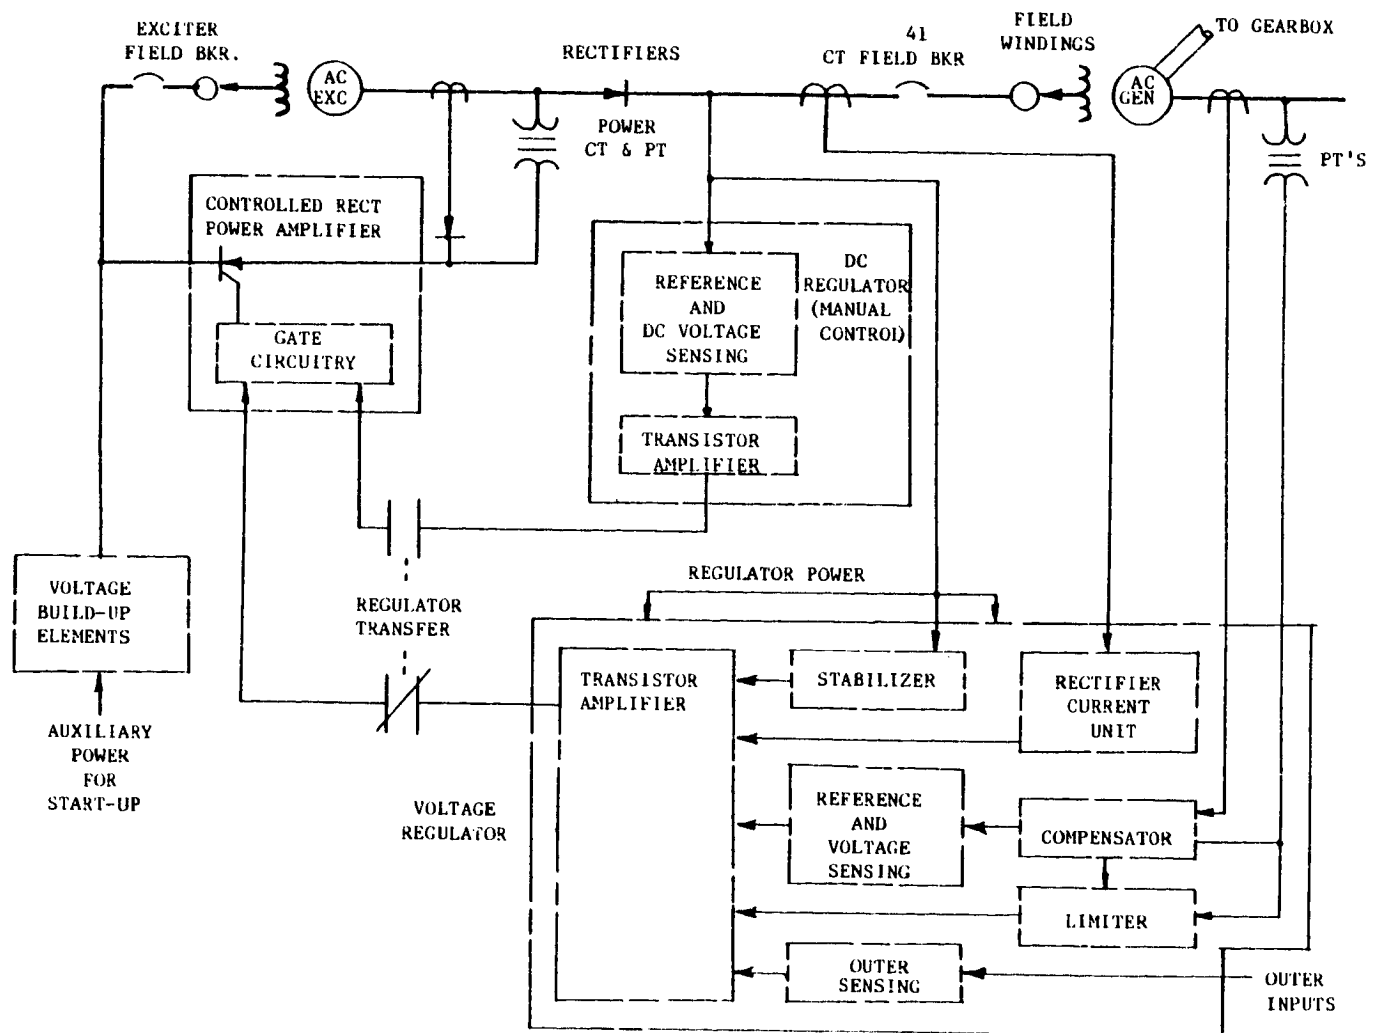 EXCITER
FIELD BKR.
RECTIFIERS
41
CT FIELD BKR
FIELD
WINDINGS
TO GEARBOX
AC
EXC
AC
GEN
POWER
CT & PT
PT'S
CONTROLLED RECT
POWER AMPLIFIER
GATE
CIRCUITRY
REFERENCE
AND
DC VOLTAGE
SENSING
DC
REGULATOR
(MANUAL
CONTROL)
TRANSISTOR
AMPLIFIER
VOLTAGE
BUILD-UP
ELEMENTS
REGULATOR
TRANSFER
REGULATOR POWER
AUXILIARY
POWER
FOR
START-UP
VOLTAGE
REGULATOR
TRANSISTOR
AMPLIFIER
STABILIZER
RECTIFIER
CURRENT
UNIT
REFERENCE
AND
VOLTAGE
SENSING
COMPENSATOR
LIMITER
OUTER
SENSING
OUTER
INPUTS